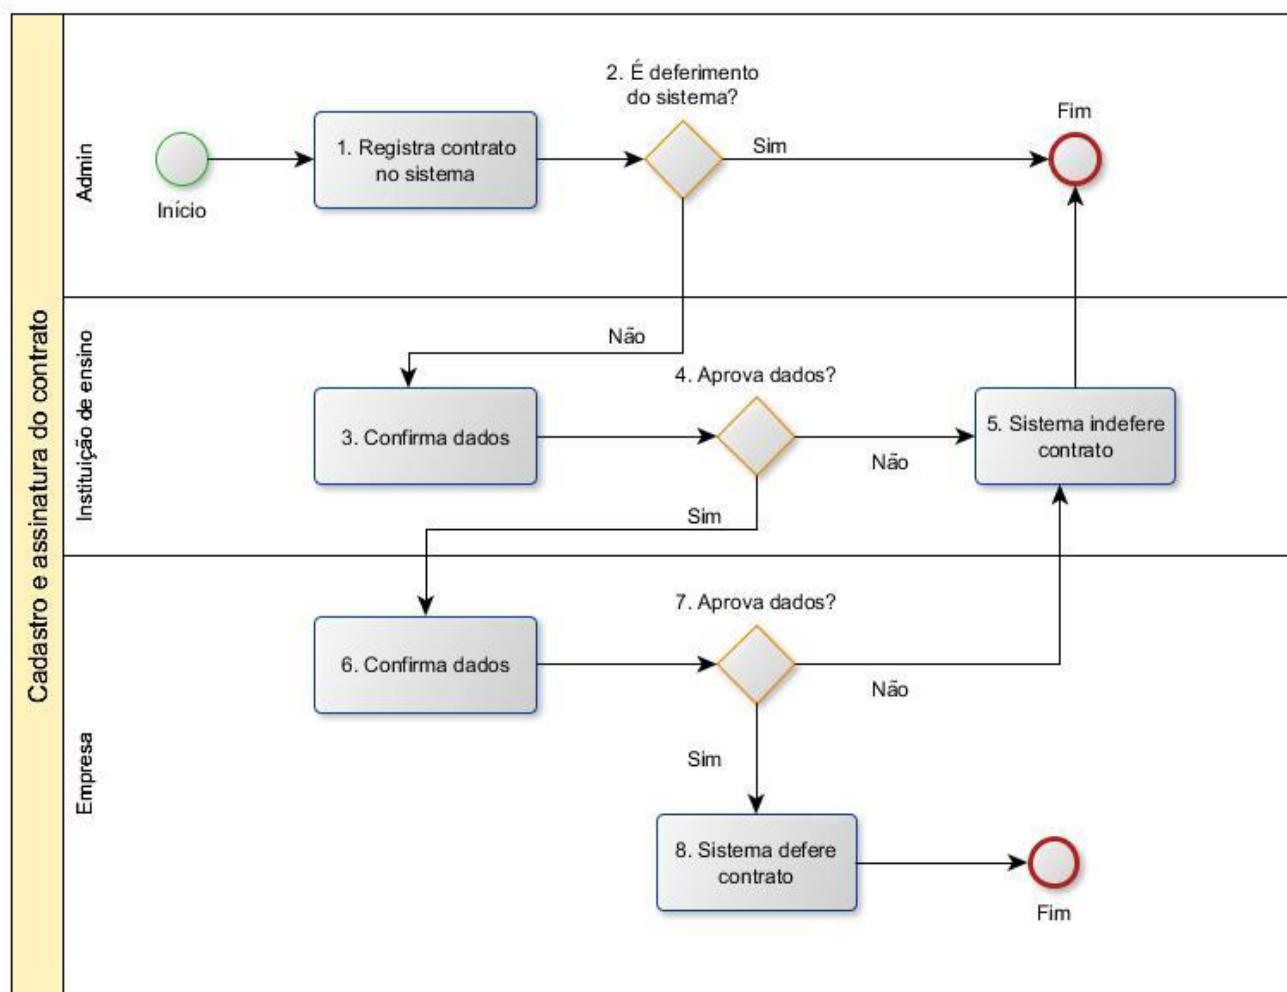 Cadastro e assinatura do contrato
Admin
Início
1. Registra contrato
no sistema
2. É deferimento
do sistema?
Sim
Fim
Não
Instituição de ensino
3. Confirma dados
4. Aprova dados?
Não
5. Sistema indefere
contrato
Sim
Empresa
6. Confirma dados
7. Aprova dados?
Não
Sim
8. Sistema defere
contrato
Fim